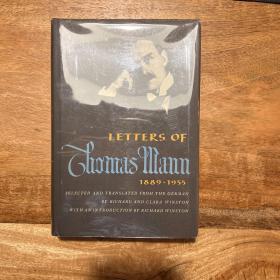 LETTERS OF
Thomas Mann
1889-1955
SELECTED AND TRANSLATED FROM THE GERMAN
BY RICHARD AND CLARA WINSTON
WITH AN INTRODUCTION BY RICHARD WINSTON